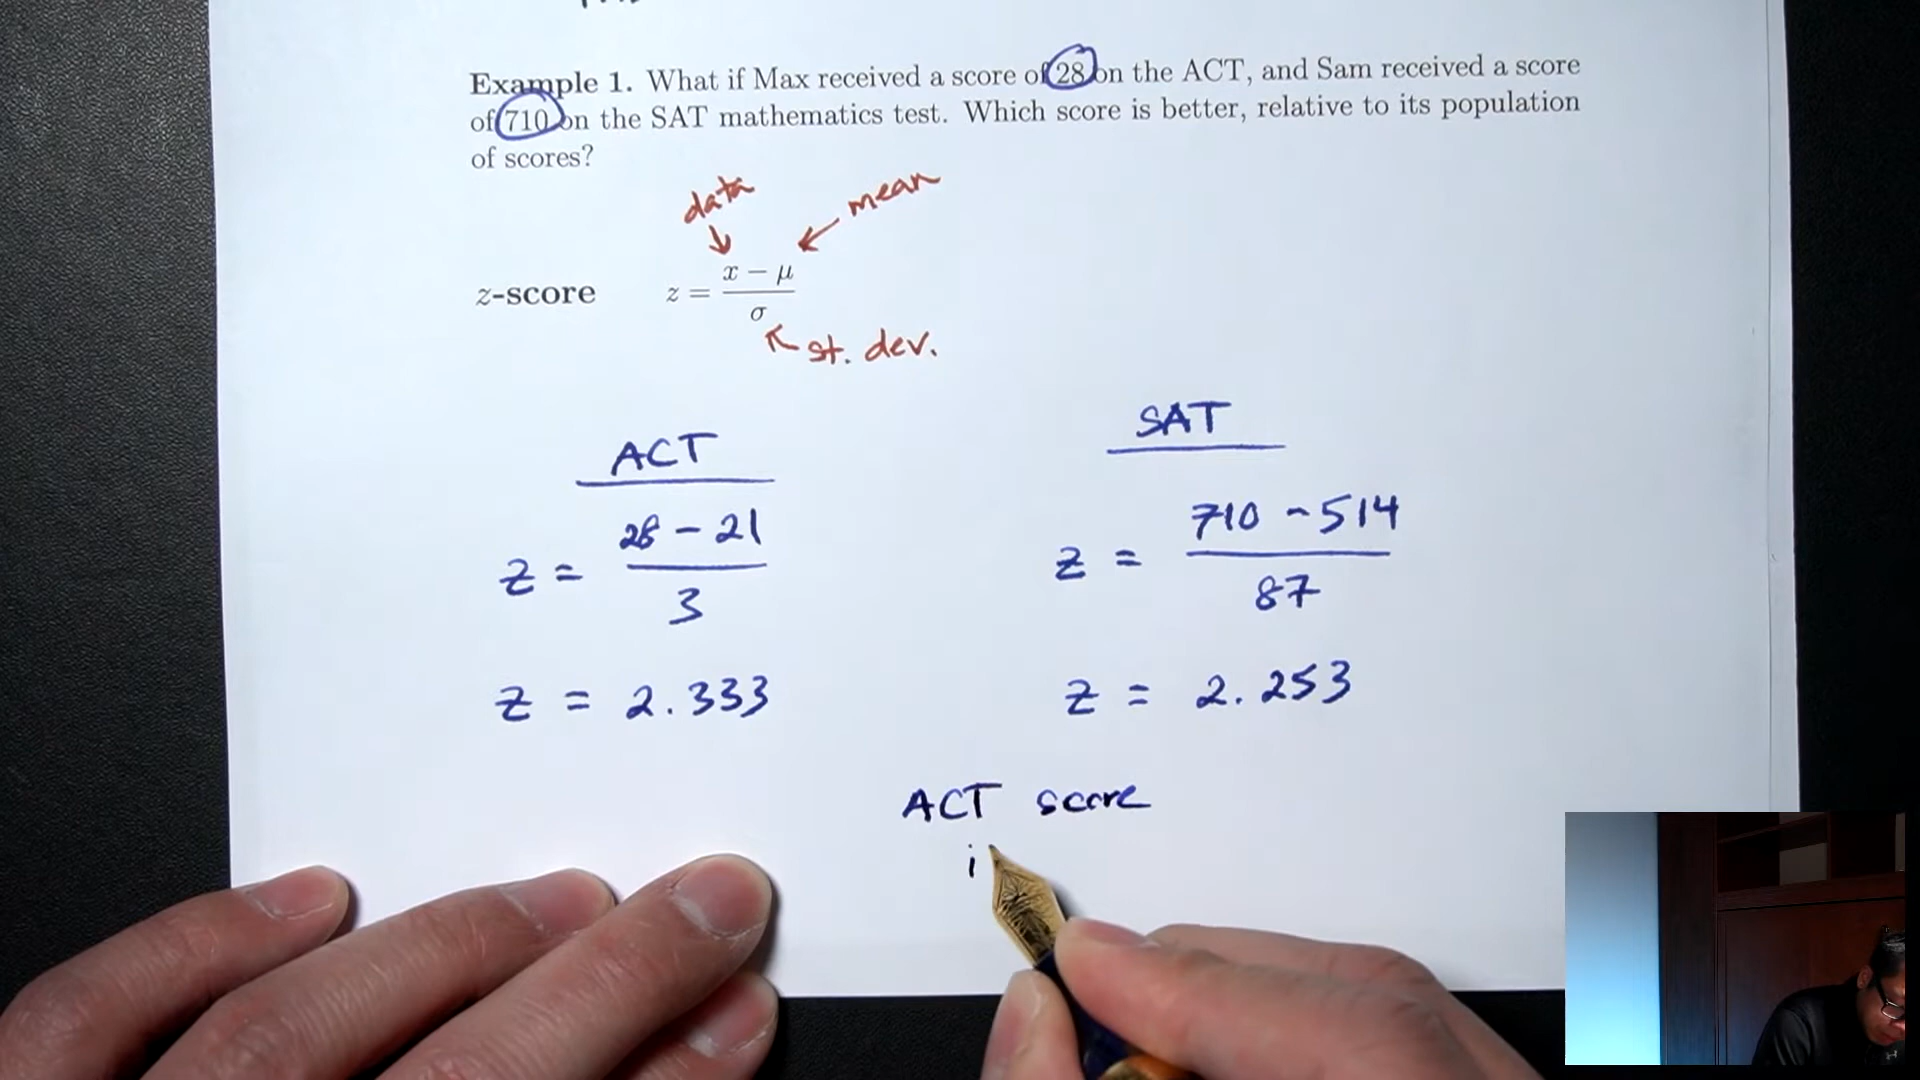 Example 1. What if Max received a score of 28 on the ACT, and Sam received a score
of 710 on the SAT mathematics test. Which score is better, relative to its population
of scores?
data
mean
z-score z = x − μ / σ
st. dev.
ACT
z = 28 - 21 / 3
z = 2.333
SAT
z = 710 - 514 / 87
z = 2.253
ACT score
i